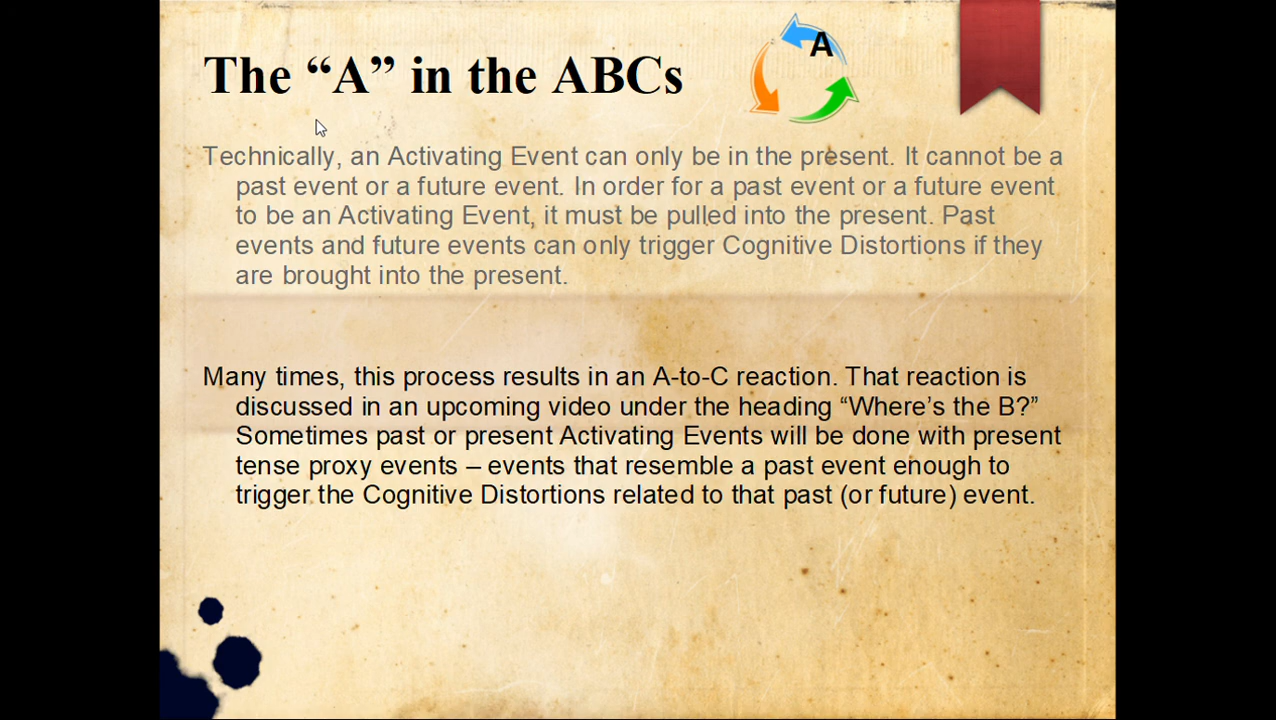 The “A” in the ABCs
A
Technically, an Activating Event can only be in the present. It cannot be a
past event or a future event. In order for a past event or a future event
to be an Activating Event, it must be pulled into the present. Past
events and future events can only trigger Cognitive Distortions if they
are brought into the present.
Many times, this process results in an A-to-C reaction. That reaction is
discussed in an upcoming video under the heading “Where’s the B?”
Sometimes past or present Activating Events will be done with present
tense proxy events – events that resemble a past event enough to
trigger the Cognitive Distortions related to that past (or future) event.